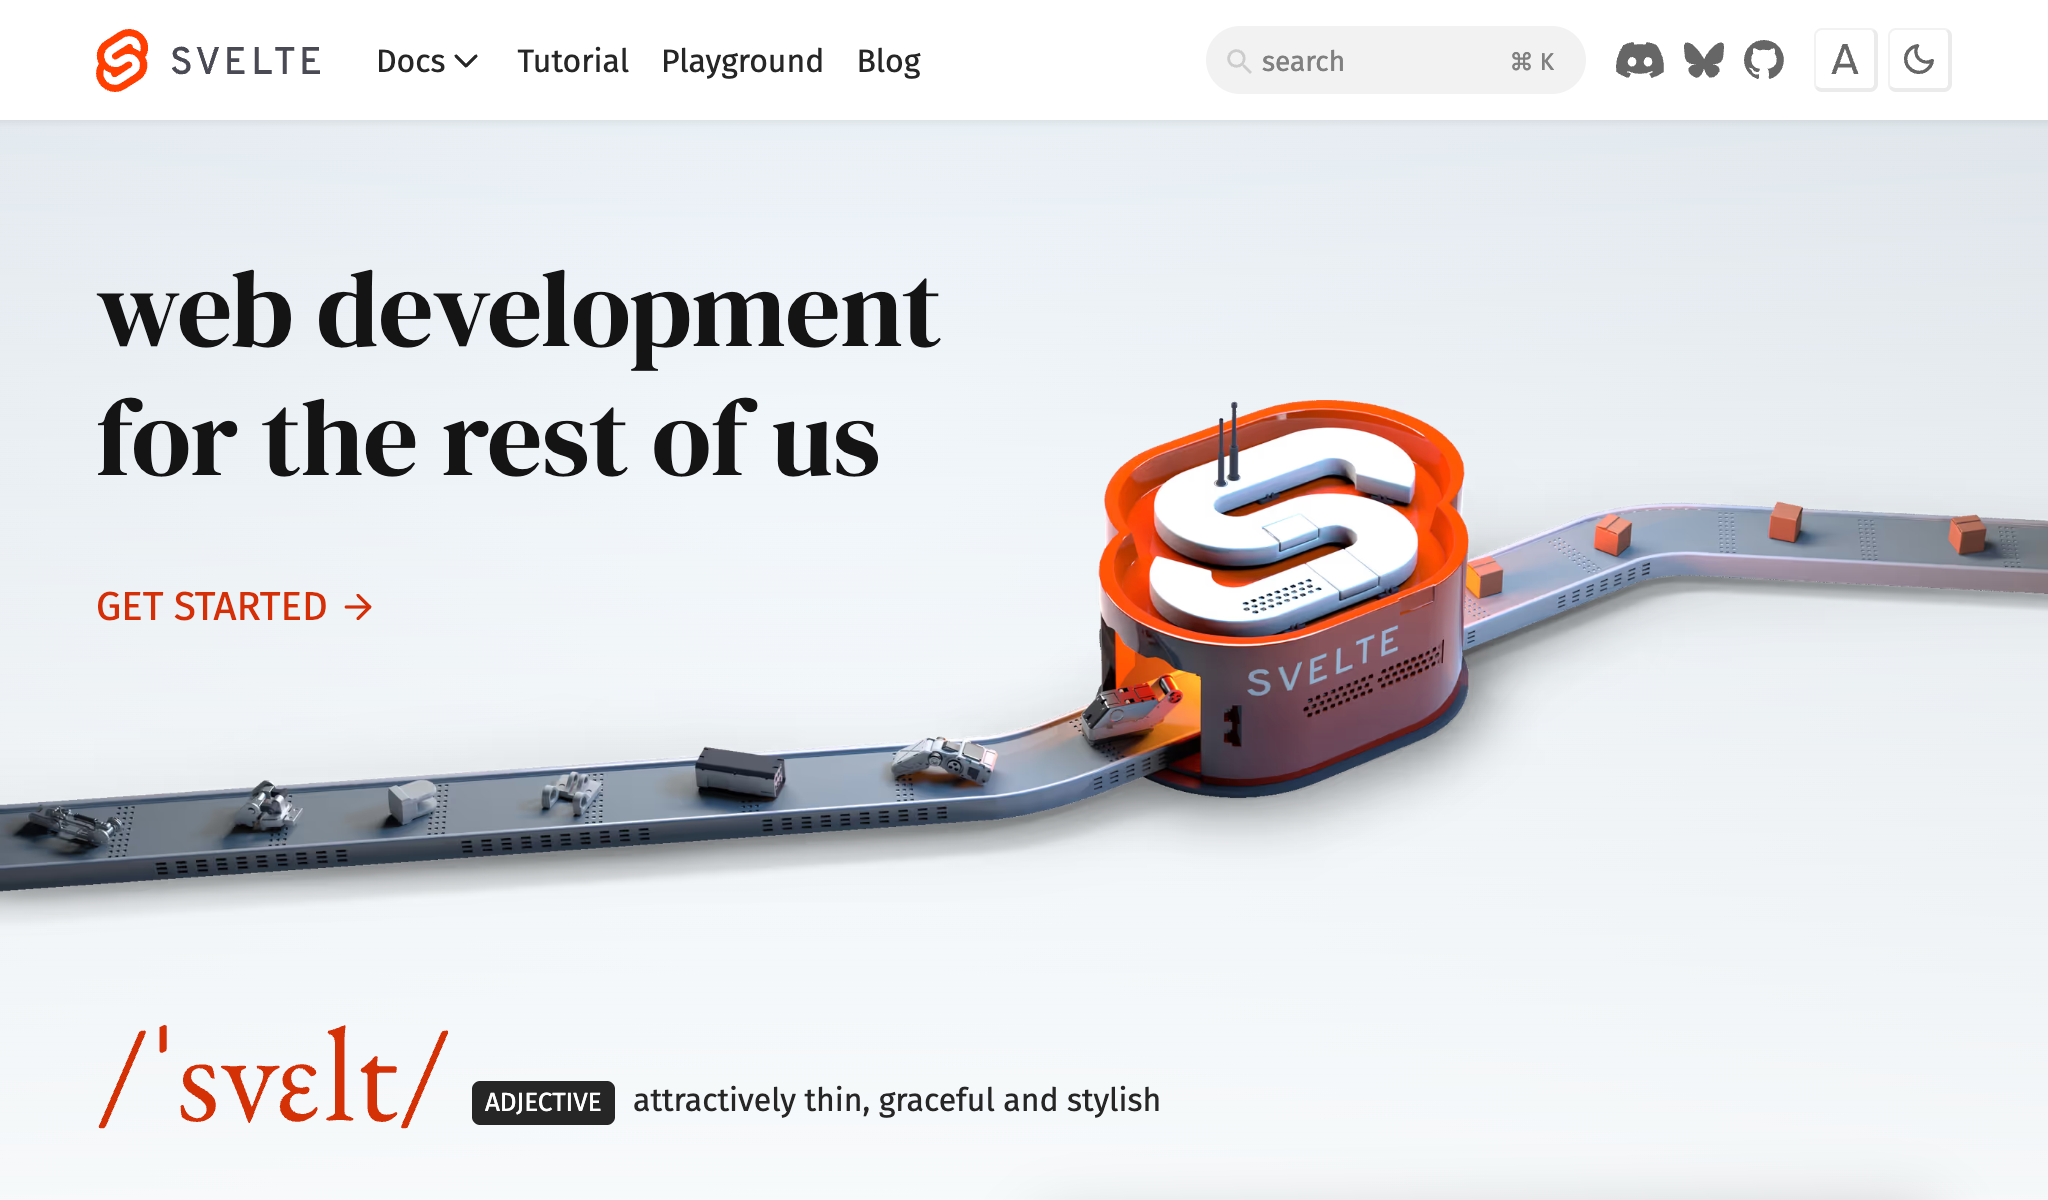 SVELTE
Docs
Tutorial
Playground
Blog
search
⌘ K
A
web development
for the rest of us
GET STARTED →
SVELTE
/ˈsvɛlt/
ADJECTIVE
attractively thin, graceful and stylish